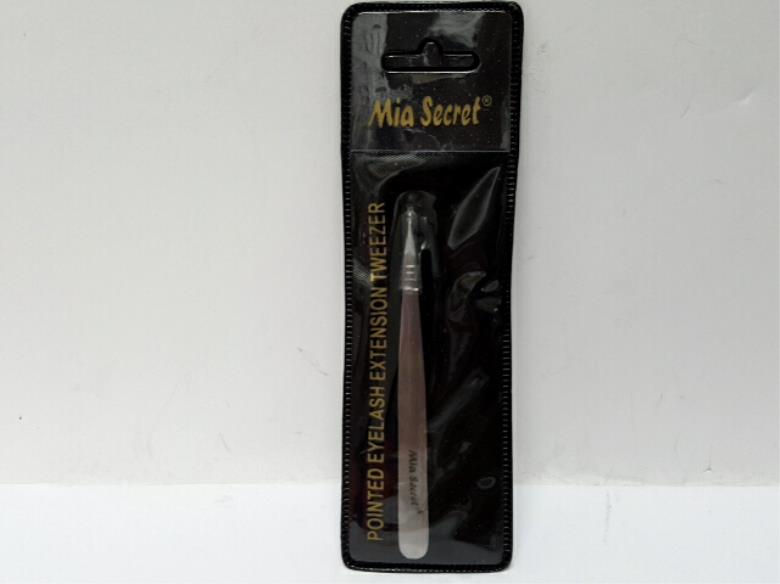 Mia Secret®
POINTED EYELASH EXTENSION TWEEZER
Mia Secret